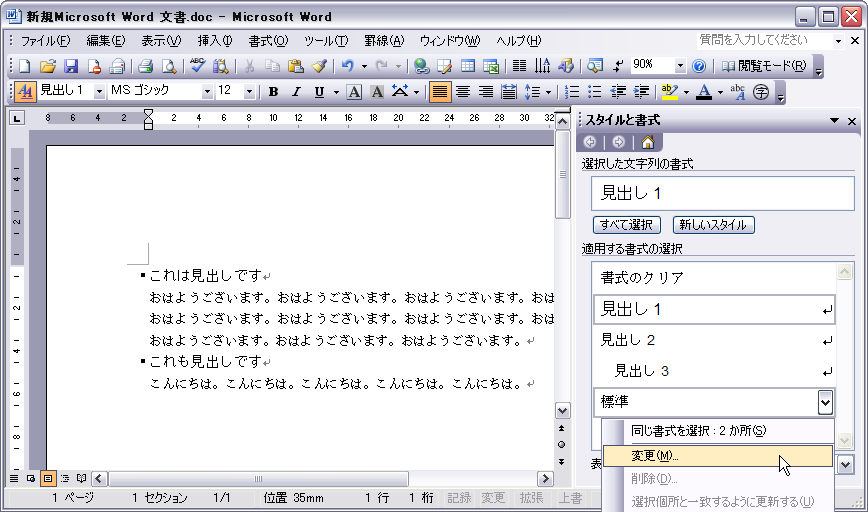 新規Microsoft Word 文書.doc - Microsoft Word
ファイル(F) 編集(E) 表示(V) 挿入(I) 書式(O) ツール(T) 罫線(A) ウィンドウ(W) ヘルプ(H) 質問を入力してください
90% 閲覧モード(R)
見出し 1 MS ゴシック 12 B I U A A A ab A abc 字
8 6 4 2 2 4 6 8 10 12 14 16 18 20 22 24 26 28 30 32
スタイルと書式
選択した文字列の書式
見出し 1
すべて選択 新しいスタイル
適用する書式の選択
書式のクリア
見出し 1
見出し 2
見出し 3
標準
同じ書式を選択 : 2 か所(S)
変更(M)...
削除(D)...
選択個所と一致するように更新する(U)
表
4
2
2
4
6
8
これは見出しです
おはようございます。おはようございます。おはようございます。おは
おはようございます。おはようございます。おはようございます。おは
おはようございます。おはようございます。おはようございます。
これも見出しです
こんにちは。こんにちは。こんにちは。こんにちは。こんにちは。
1 ページ 1 セクション 1/1 位置 35mm 1 行 1 桁 記録 変更 拡張 上書